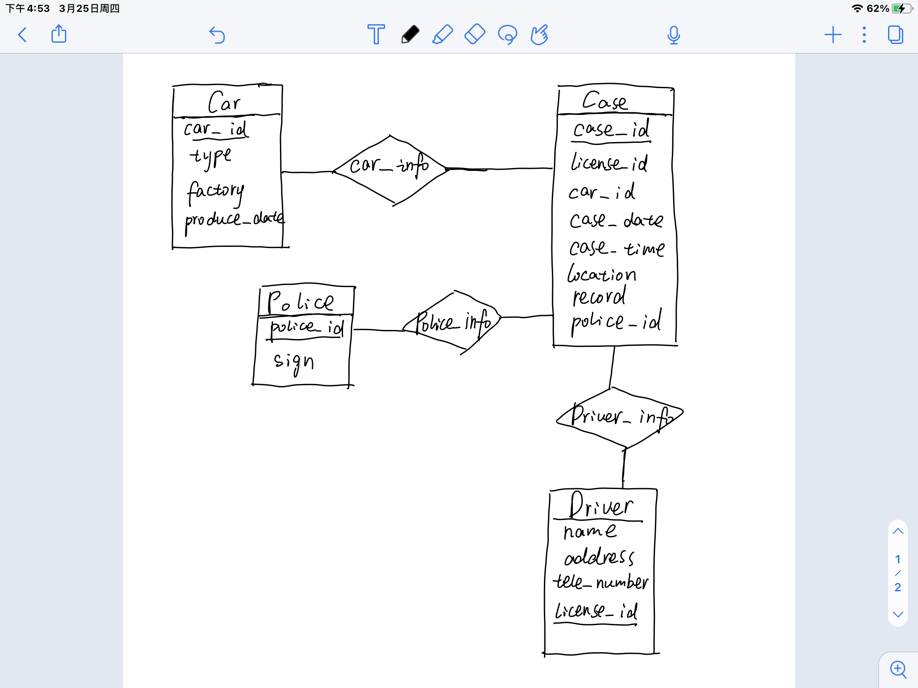 下午4:53 3月25日周四
62%
Car
car_id
type
factory
produce_date
car_info
Case
case_id
license_id
car_id
case_date
case_time
location
record
police_id
Police
police_id
sign
Police_info
Driver_info
Driver
name
address
tele_number
license_id
1
/
2